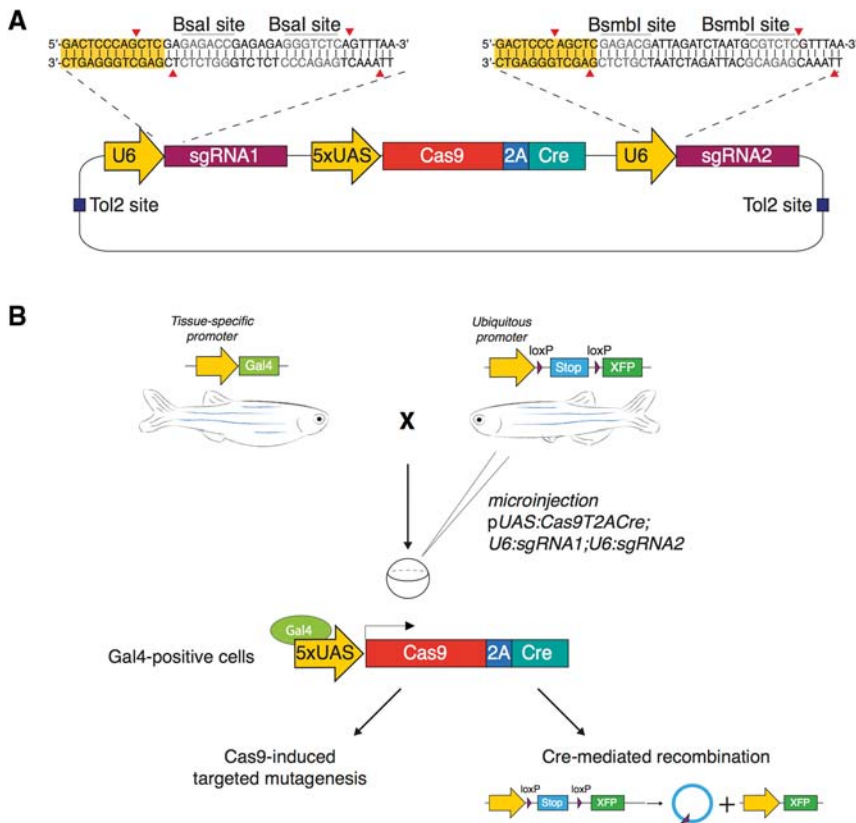 A
BsaI site BsaI site BsmbI site BsmbI site
5'-GACTCCCAGCTCGAGAGACCGAGAGAGGGTCTCAGTTTAA-3' 5'-GACTCCCAGCTCGAGACGATTAGATCTAATGCGTCTCGTTTAA-3'
3'-CTGAGGGTCGAGCTCTCTGGGTCTCTCCCAGAGTCAAATT 3'-CTGAGGGTCGAGCTCTGCTAATCTAGATTACGCAGAGCAAATT
U6 sgRNA1 5xUAS Cas9 2A Cre U6 sgRNA2
Tol2 site Tol2 site
B
Tissue-specific promoter
Gal4
Ubiquitous promoter
loxP loxP
Stop XFP
X
microinjection
pUAS:Cas9T2ACre;
U6:sgRNA1;U6:sgRNA2
Gal4
Gal4-positive cells 5xUAS Cas9 2A Cre
Cas9-induced
targeted mutagenesis
Cre-mediated recombination
loxP loxP
Stop XFP + XFP